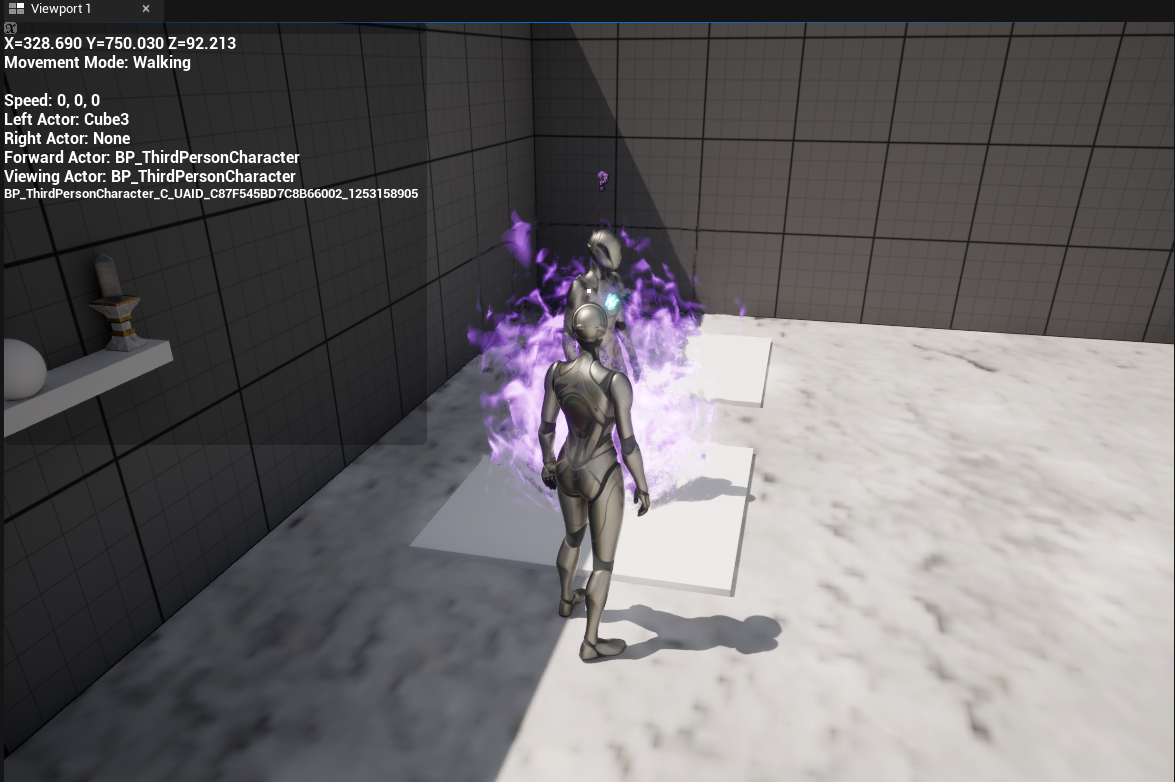 Viewport 1
X=328.690 Y=750.030 Z=92.213
Movement Mode: Walking
Speed: 0, 0, 0
Left Actor: Cube3
Right Actor: None
Forward Actor: BP_ThirdPersonCharacter
Viewing Actor: BP_ThirdPersonCharacter
BP_ThirdPersonCharacter_C_UAID_C87F545BD7C8B66002_1253158905